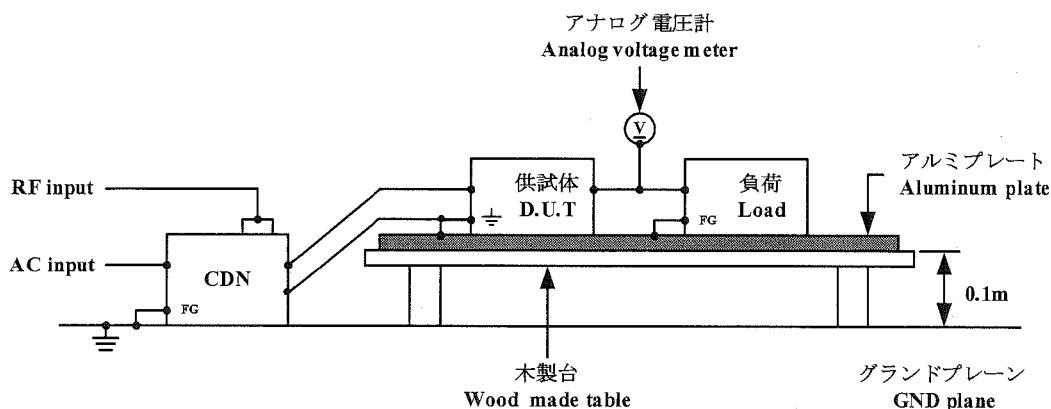 アナログ電圧計
Analog voltage meter
V
RF input
AC input
CDN
FG
供試体
D.U.T
負荷
Load
FG
アルミプレート
Aluminum plate
0.1m
木製台
Wood made table
グランドプレーン
GND plane